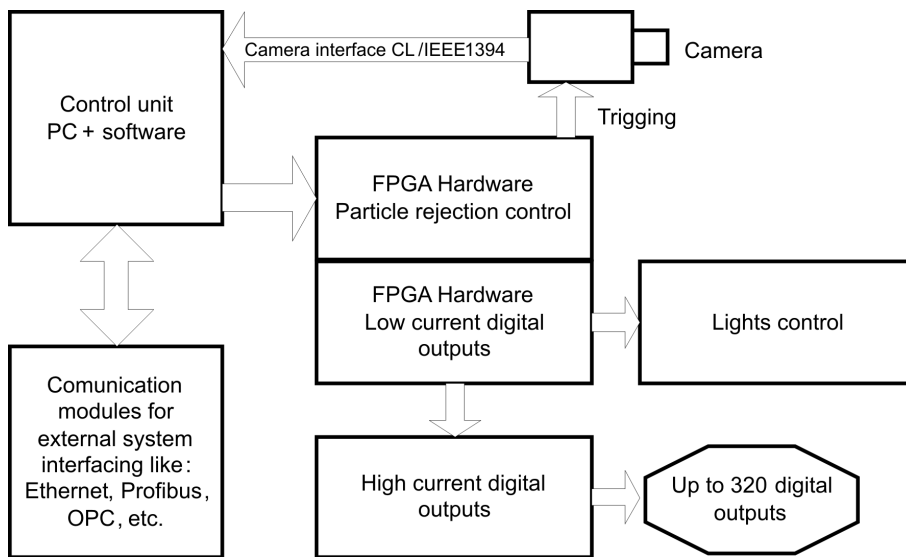 Camera interface CL/IEEE1394
Camera
Control unit
PC + software
Trigging
FPGA Hardware
Particle rejection control
FPGA Hardware
Low current digital
outputs
Lights control
Comunication
modules for
external system
interfacing like:
Ethernet, Profibus,
OPC, etc.
High current digital
outputs
Up to 320 digital
outputs